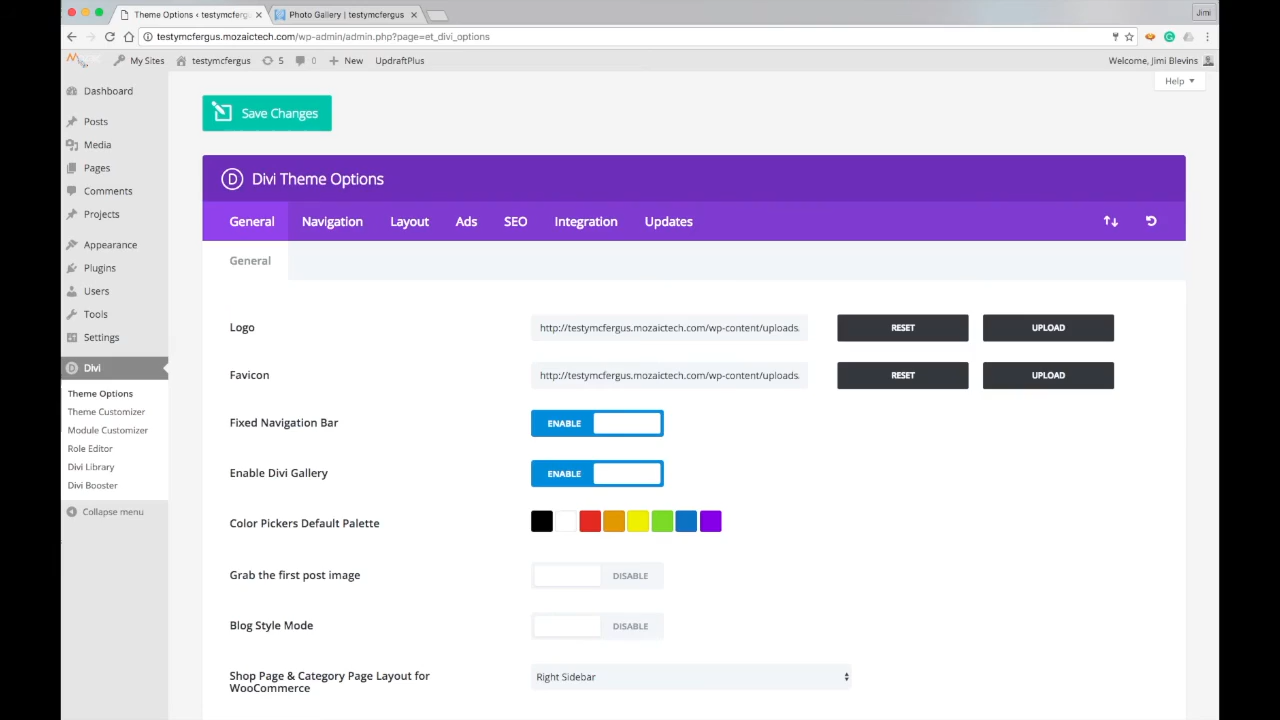 Theme Options ‹ testymcfergu
Photo Gallery | testymcfergus
Jimi
testymcfergus.mozaictech.com/wp-admin/admin.php?page=et_divi_options
My Sites
testymcfergus
5
0
New
UpdraftPlus
Welcome, Jimi Blevins
Help
Dashboard
Posts
Media
Pages
Comments
Projects
Appearance
Plugins
Users
Tools
Settings
Divi
Theme Options
Theme Customizer
Module Customizer
Role Editor
Divi Library
Divi Booster
Collapse menu
Save Changes
D Divi Theme Options
General
Navigation
Layout
Ads
SEO
Integration
Updates
General
Logo
http://testymcfergus.mozaictech.com/wp-content/uploads
RESET
UPLOAD
Favicon
http://testymcfergus.mozaictech.com/wp-content/uploads
RESET
UPLOAD
Fixed Navigation Bar
ENABLE
Enable Divi Gallery
ENABLE
Color Pickers Default Palette
Grab the first post image
DISABLE
Blog Style Mode
DISABLE
Shop Page & Category Page Layout for
WooCommerce
Right Sidebar